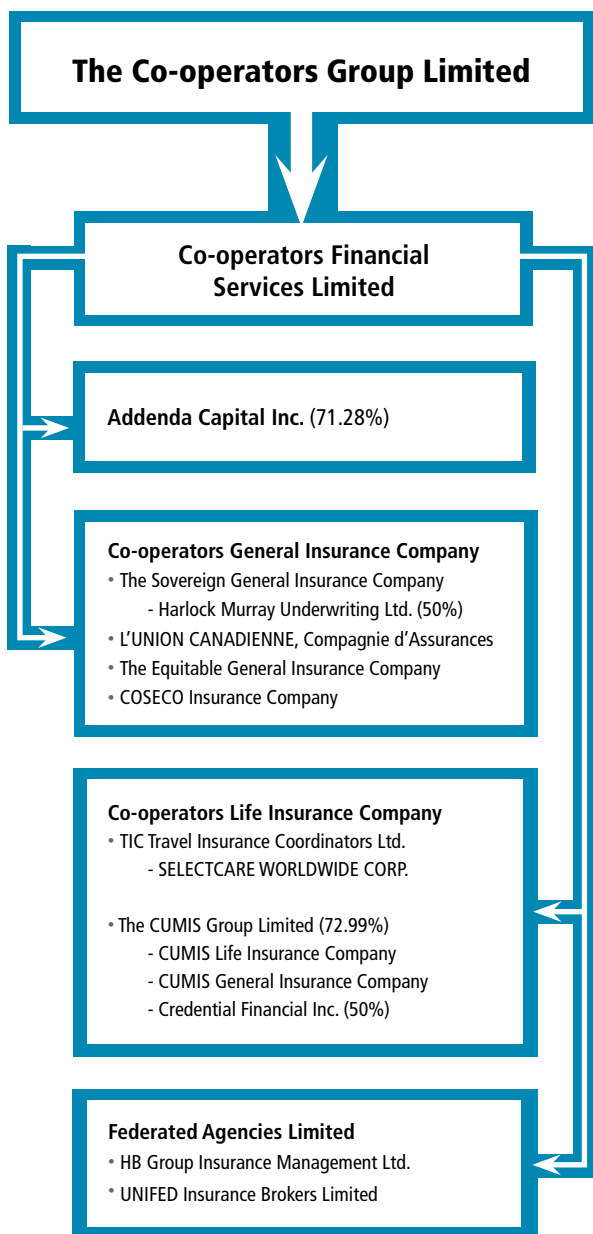 The Co-operators Group Limited
Co-operators Financial
Services Limited
Addenda Capital Inc. (71.28%)
Co-operators General Insurance Company
• The Sovereign General Insurance Company
- Harlock Murray Underwriting Ltd. (50%)
• L'UNION CANADIENNE, Compagnie d'Assurances
• The Equitable General Insurance Company
• COSECO Insurance Company
Co-operators Life Insurance Company
• TIC Travel Insurance Coordinators Ltd.
- SELECTCARE WORLDWIDE CORP.
• The CUMIS Group Limited (72.99%)
- CUMIS Life Insurance Company
- CUMIS General Insurance Company
- Credential Financial Inc. (50%)
Federated Agencies Limited
• HB Group Insurance Management Ltd.
• UNIFED Insurance Brokers Limited